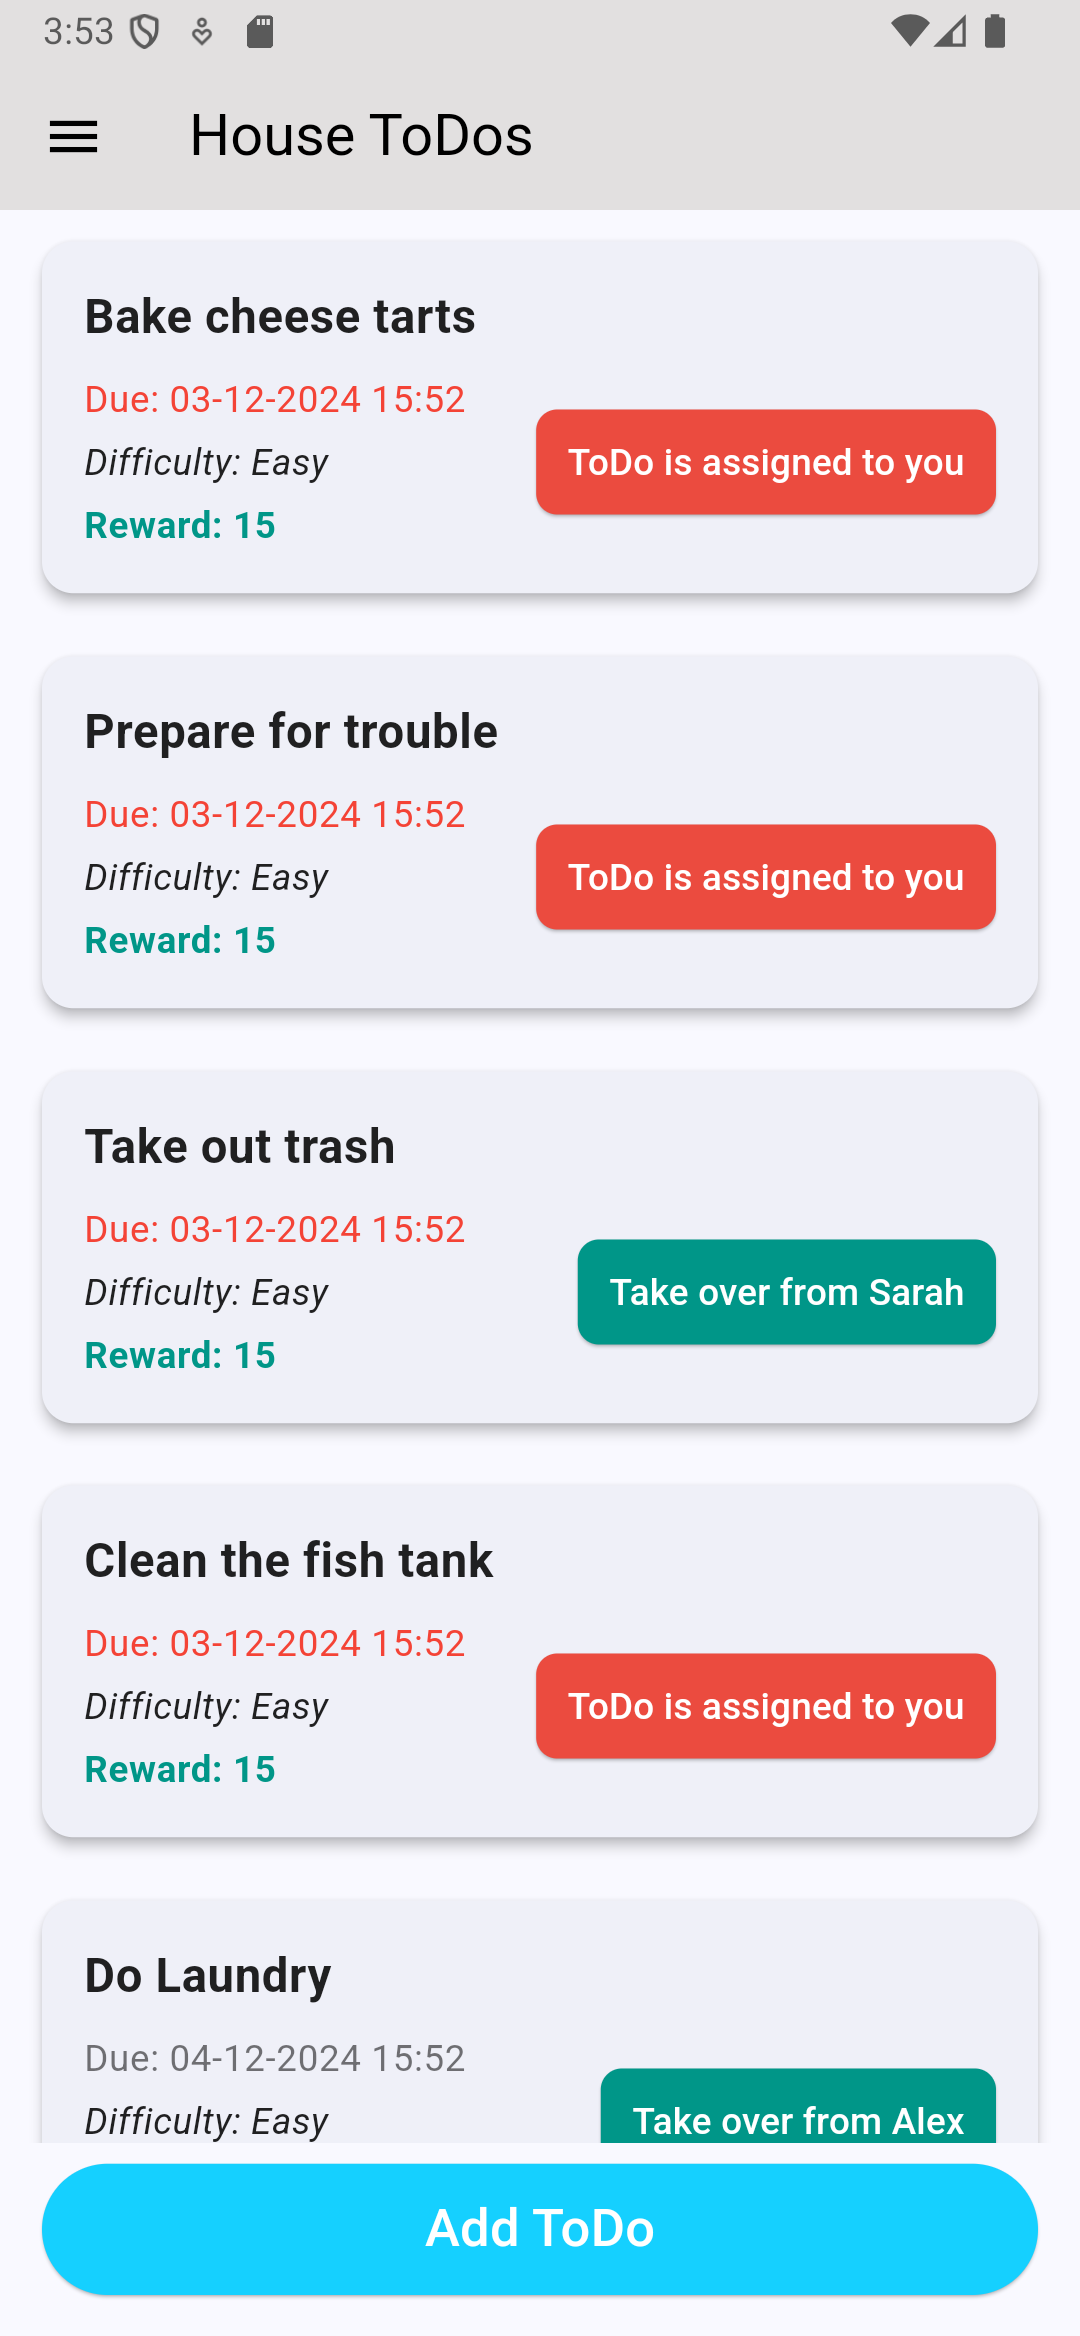 3:53
House ToDos
Bake cheese tarts
Due: 03-12-2024 15:52
Difficulty: Easy
ToDo is assigned to you
Reward: 15
Prepare for trouble
Due: 03-12-2024 15:52
Difficulty: Easy
ToDo is assigned to you
Reward: 15
Take out trash
Due: 03-12-2024 15:52
Difficulty: Easy
Take over from Sarah
Reward: 15
Clean the fish tank
Due: 03-12-2024 15:52
Difficulty: Easy
ToDo is assigned to you
Reward: 15
Do Laundry
Due: 04-12-2024 15:52
Difficulty: Easy
Take over from Alex
Add ToDo